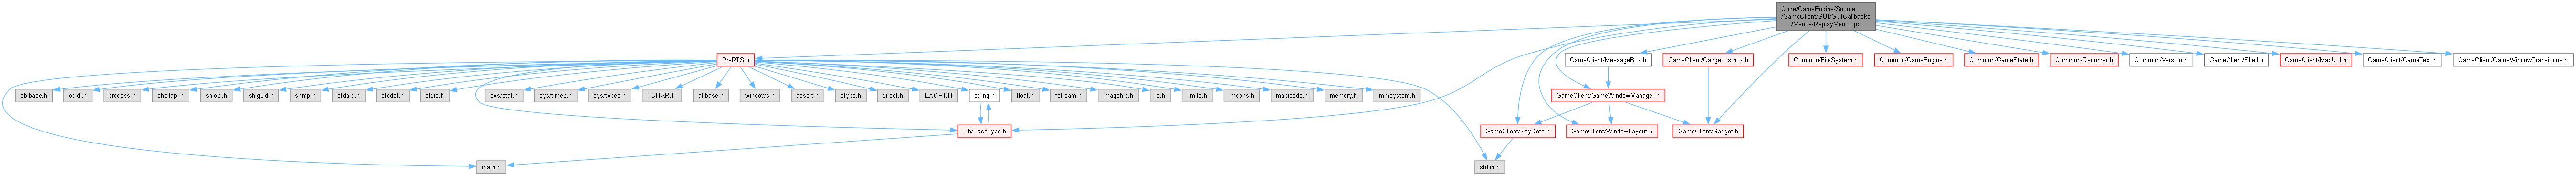 Code/GameEngine/Source
/GameClient/GUI/GUICallbacks
/Menus/ReplayMenu.cpp
PreRTS.h
GameClient/MessageBox.h
GameClient/GadgetListbox.h
Common/FileSystem.h
Common/GameEngine.h
Common/GameState.h
Common/Recorder.h
Common/Version.h
GameClient/Shell.h
GameClient/MapUtil.h
GameClient/GameText.h
GameClient/GameWindowTransitions.h
objbase.h
ocidl.h
process.h
shellapi.h
shlobj.h
shlguid.h
snmp.h
stdarg.h
stddef.h
stdio.h
sys/stat.h
sys/timeb.h
sys/types.h
TCHAR.H
atlbase.h
windows.h
assert.h
ctype.h
direct.h
EXCPT.H
string.h
float.h
fstream.h
imagehlp.h
io.h
limits.h
lmcons.h
mapicode.h
memory.h
mmsystem.h
GameClient/GameWindowManager.h
Lib/BaseType.h
GameClient/KeyDefs.h
GameClient/WindowLayout.h
GameClient/Gadget.h
math.h
stdlib.h